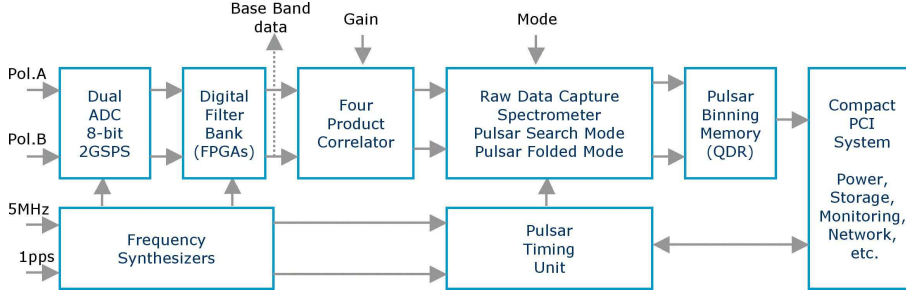 Base Band
data
Gain
Mode
Pol.A
Pol.B
Dual
ADC
8-bit
2GSPS
Digital
Filter
Bank
(FPGAs)
Four
Product
Correlator
Raw Data Capture
Spectrometer
Pulsar Search Mode
Pulsar Folded Mode
Pulsar
Binning
Memory
(QDR)
Compact
PCI
System
Power,
Storage,
Monitoring,
Network,
etc.
5MHz
1pps
Frequency
Synthesizers
Pulsar
Timing
Unit